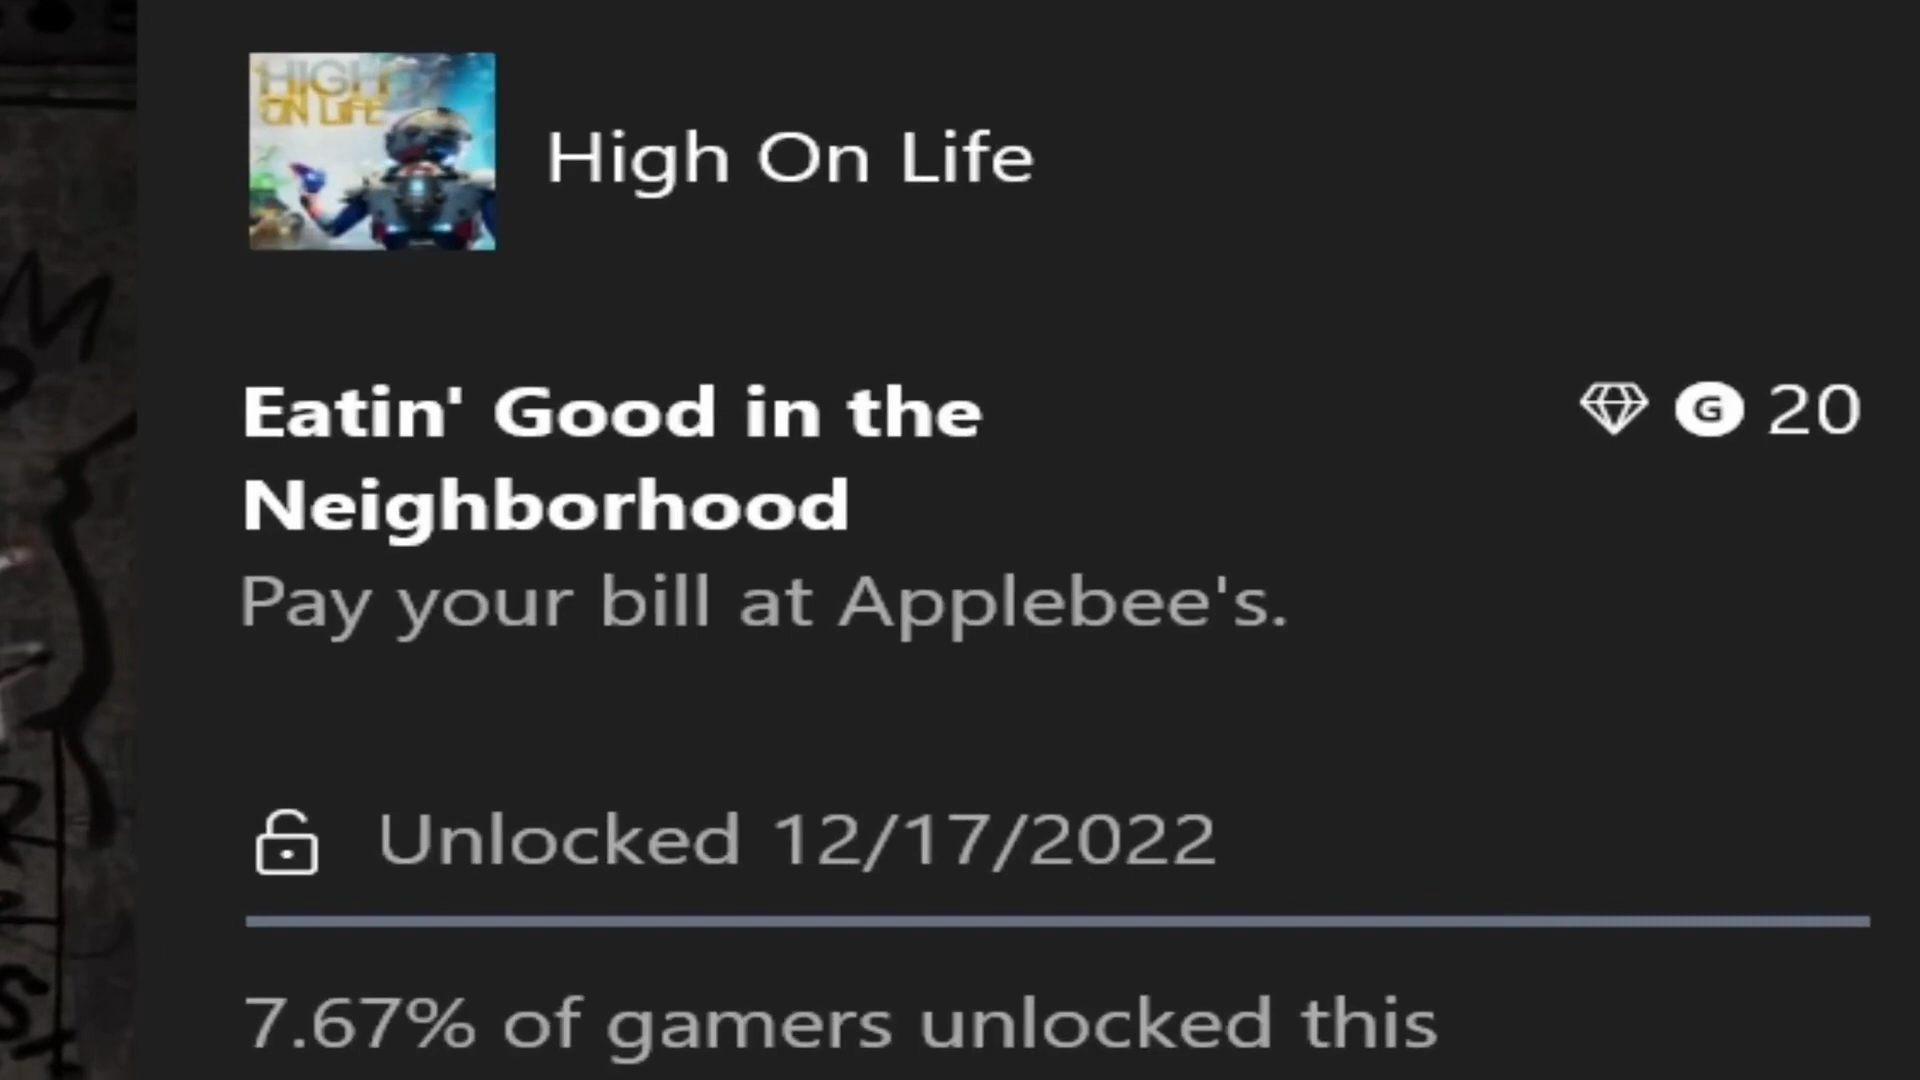 HIGH
ON LIFE
High On Life
Eatin' Good in the
Neighborhood
G 20
Pay your bill at Applebee's.
Unlocked 12/17/2022
7.67% of gamers unlocked this